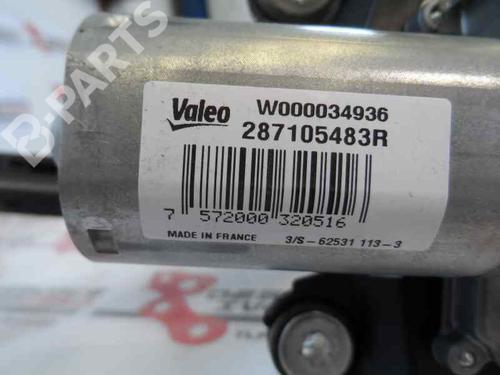 B-PARTS
Valeo W000034936
287105483R
7 572000 320516
MADE IN FRANCE 3/S-62531 113-3